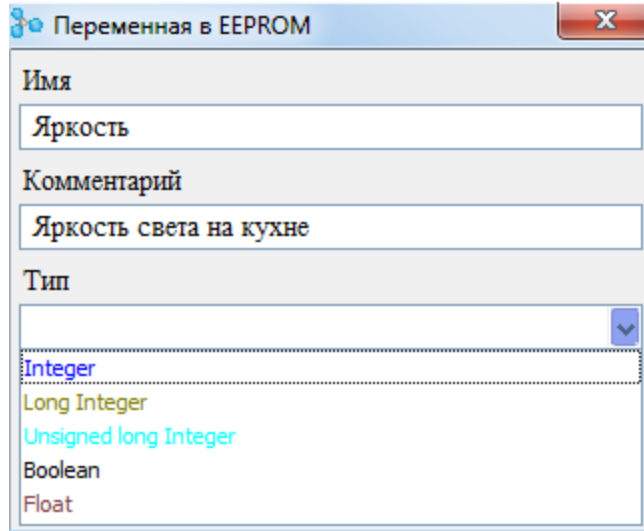 Переменная в EEPROM
Имя
Яркость
Комментарий
Яркость света на кухне
Тип
Integer
Long Integer
Unsigned long Integer
Boolean
Float